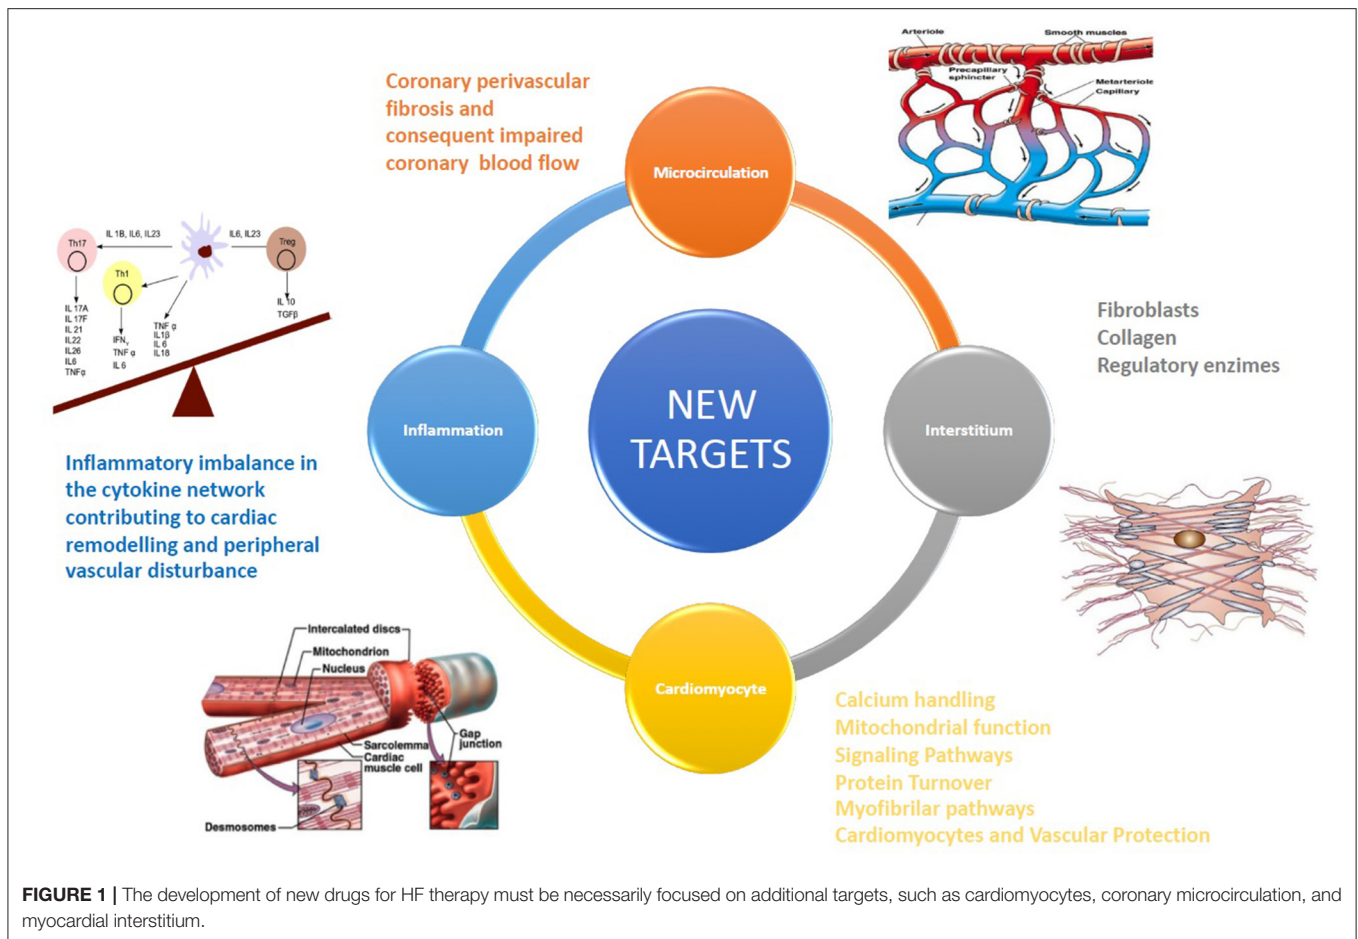 Arteriole
Smooth muscles
Precapillary
sphincter
Metarteriole
Capillary
Coronary perivascular
fibrosis and
consequent impaired
coronary blood flow
Microcirculation
IL 1B, IL6, IL23
IL6, IL23
Th17
Treg
Th1
IL 17A
IL 17F
IL 21
IL22
IL26
IL6
TNFα
IFNγ
TNF α
IL 6
TNF α
IL1β
IL 6
IL18
IL 10
TGFβ
Fibroblasts
Collagen
Regulatory enzimes
Inflammation
NEW
TARGETS
Interstitium
Inflammatory imbalance in
the cytokine network
contributing to cardiac
remodelling and peripheral
vascular disturbance
Intercalated discs
Mitochondrion
Nucleus
Sarcolemma
Cardiac
muscle cell
Gap
junction
Desmosomes
Cardiomyocyte
Calcium handling
Mitochondrial function
Signaling Pathways
Protein Turnover
Myofibrilar pathways
Cardiomyocytes and Vascular Protection
FIGURE 1 | The development of new drugs for HF therapy must be necessarily focused on additional targets, such as cardiomyocytes, coronary microcirculation, and
myocardial interstitium.